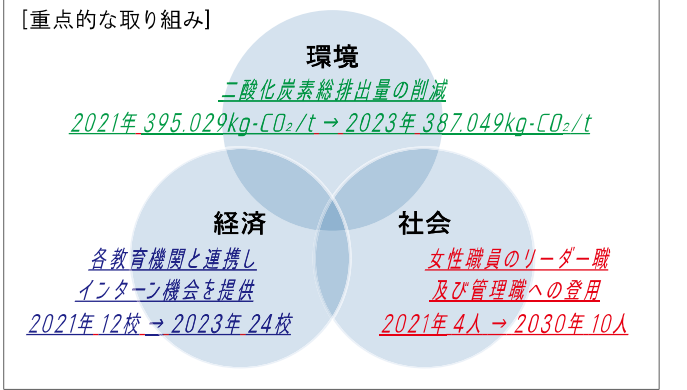 [重点的な取り組み]
環境
二酸化炭素総排出量の削減
2021年 395.029kg-CO₂/t → 2023年 387.049kg-CO₂/t
経済
各教育機関と連携し
インターン機会を提供
2021年 12校 → 2023年 24校
社会
女性職員のリーダー職
及び管理職への登用
2021年 4人 → 2030年 10人